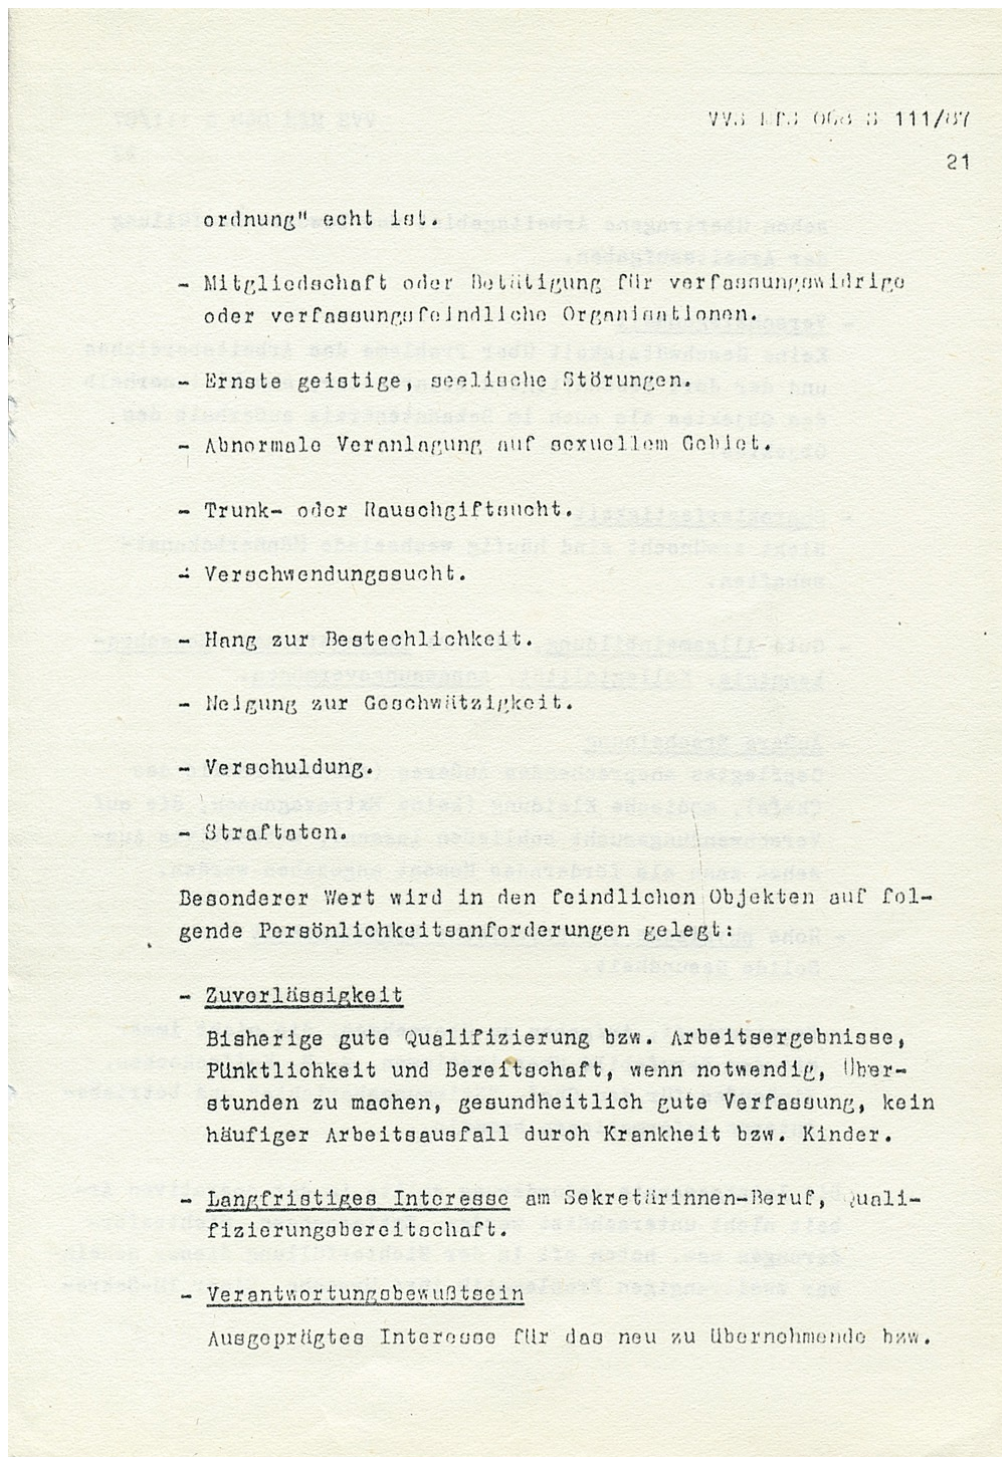 VVS MfS 068 S 111/87
21
ordnung" echt ist.
- Mitgliedschaft oder Betätigung für verfassungswidrige
oder verfassungsfeindliche Organisationen.
- Ernste geistige, seelische Störungen.
- Abnormale Veranlagung auf sexuellem Gebiet.
- Trunk- oder Rauschgiftsucht.
- Verschwendungssucht.
- Hang zur Bestechlichkeit.
- Neigung zur Geschwätzigkeit.
- Verschuldung.
- Straftaten.
Besonderer Wert wird in den feindlichen Objekten auf fol-
gende Persönlichkeitsanforderungen gelegt:
- Zuverlässigkeit
Bisherige gute Qualifizierung bzw. Arbeitsergebnisse,
Pünktlichkeit und Bereitschaft, wenn notwendig, Über-
stunden zu machen, gesundheitlich gute Verfassung, kein
häufiger Arbeitsausfall durch Krankheit bzw. Kinder.
- Langfristiges Interesse am Sekretärinnen-Beruf, Quali-
fizierungsbereitschaft.
- Verantwortungsbewußtsein
Ausgeprägtes Interesse für das neu zu übernehmende bzw.